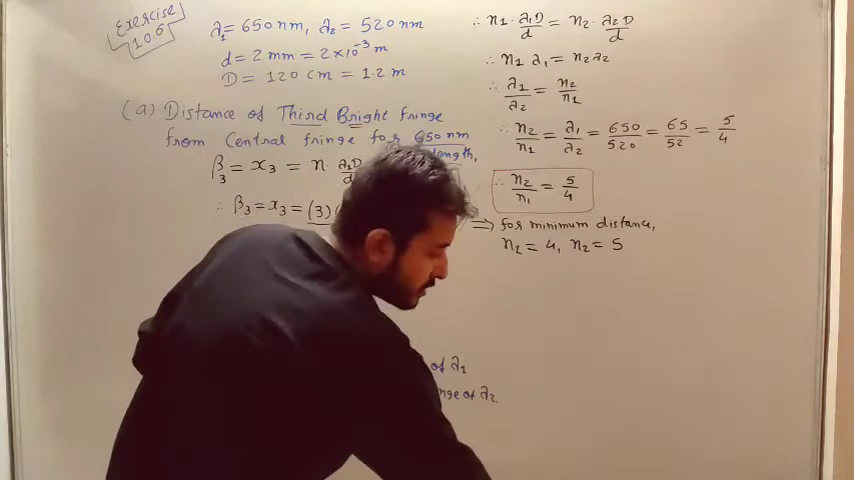 Exercise
10.6
λ1 = 650 nm, λ2 = 520 nm
d = 2 mm = 2×10⁻³ m
D = 120 cm = 1.2 m
(a) Distance of Third Bright fringe
from Central fringe for 650 nm
length,
β3 = x3 = n · λ1D/d
∴ β3 = x3 = (3)(
of λ1
nge of λ2.
∴ n1 · λ1D/d = n2 · λ2D/d
∴ n1 λ1 = n2 λ2
∴ λ1/λ2 = n2/n1
∴ n2/n1 = λ1/λ2 = 650/520 = 65/52 = 5/4
∴ n2/n1 = 5/4
⇒ for minimum distance,
n1 = 4, n2 = 5